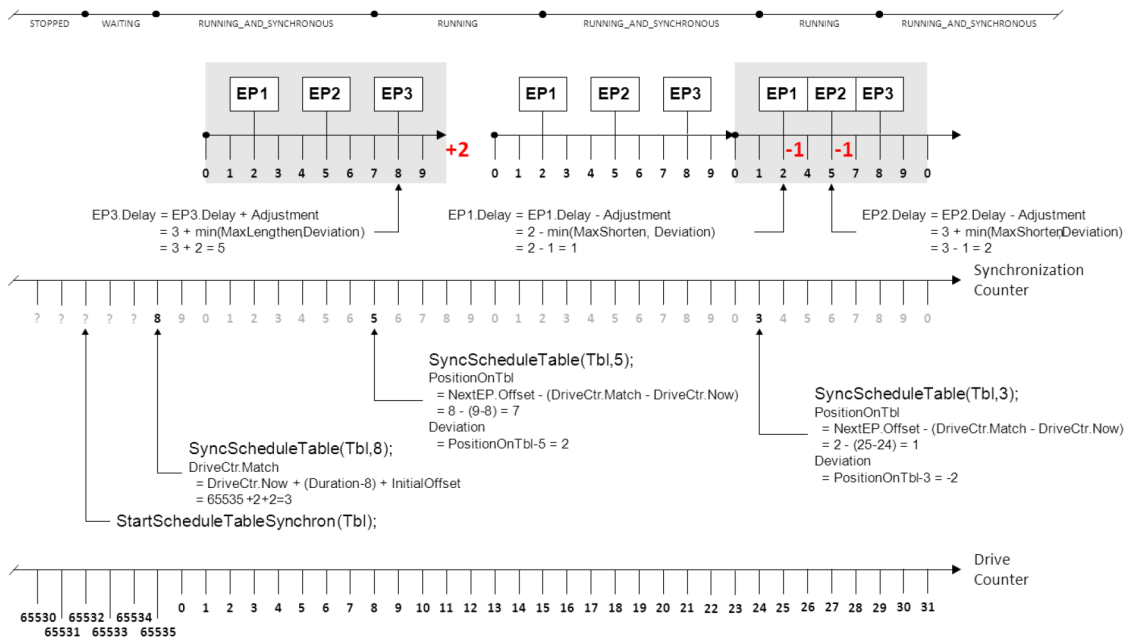 STOPPED WAITING RUNNING_AND_SYNCHRONOUS RUNNING RUNNING_AND_SYNCHRONOUS RUNNING RUNNING_AND_SYNCHRONOUS
EP1 EP2 EP3 EP1 EP2 EP3 EP1 EP2 EP3
+2 -1 -1
0 1 2 3 4 5 6 7 8 9 0 1 2 3 4 5 6 7 8 9 0 1 2 4 5 7 8 9 0
EP3.Delay = EP3.Delay + Adjustment
= 3 + min(MaxLengthen,Deviation)
= 3 + 2 = 5
EP1.Delay = EP1.Delay - Adjustment
= 2 - min(MaxShorten, Deviation)
= 2 - 1 = 1
EP2.Delay = EP2.Delay - Adjustment
= 3 + min(MaxShorten,Deviation)
= 3 - 1 = 2
Synchronization
Counter
? ? ? ? ? 8 9 0 1 2 3 4 5 6 5 6 7 8 9 0 1 2 3 4 5 6 7 8 9 0 3 4 5 6 7 8 9 0
SyncScheduleTable(Tbl,5);
PositionOnTbl
= NextEP.Offset - (DriveCtr.Match - DriveCtr.Now)
= 8 - (9-8) = 7
Deviation
= PositionOnTbl-5 = 2
SyncScheduleTable(Tbl,3);
PositionOnTbl
= NextEP.Offset - (DriveCtr.Match - DriveCtr.Now)
= 2 - (25-24) = 1
Deviation
= PositionOnTbl-3 = -2
SyncScheduleTable(Tbl,8);
DriveCtr.Match
= DriveCtr.Now + (Duration-8) + InitialOffset
= 65535 +2+2=3
StartScheduleTableSynchron(Tbl);
Drive
Counter
65530 65531 65532 65533 65534 65535 0 1 2 3 4 5 6 7 8 9 10 11 12 13 14 15 16 17 18 19 20 21 22 23 24 25 26 27 28 29 30 31